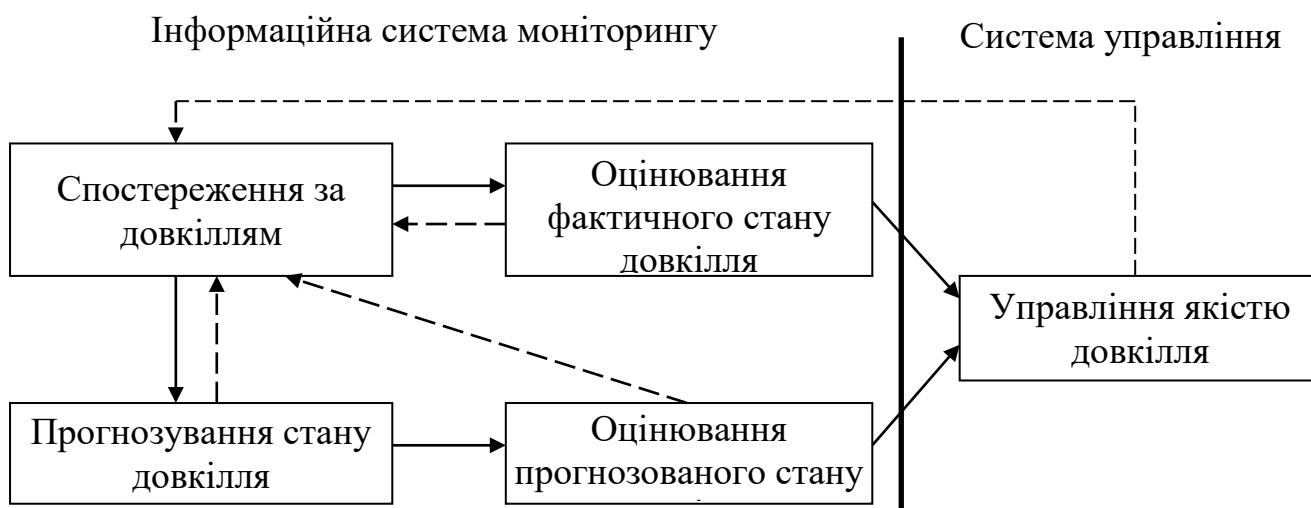 Інформаційна система моніторингу
Система управління
Спостереження за
довкіллям
Оцінювання
фактичного стану
довкілля
Управління якістю
довкілля
Прогнозування стану
довкілля
Оцінювання
прогнозованого стану